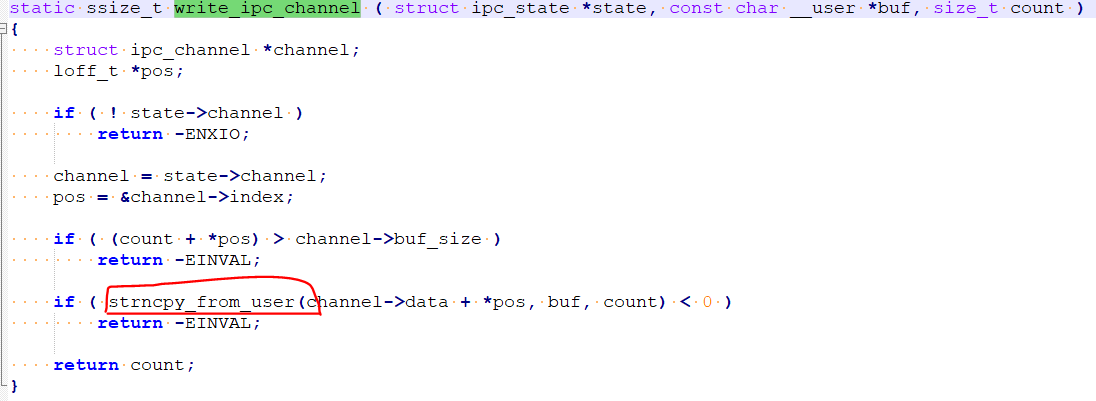 static ssize_t write_ipc_channel ( struct ipc_state *state, const char __user *buf, size_t count )
{
    struct ipc_channel *channel;
    loff_t *pos;

    if ( ! state->channel )
        return -ENXIO;

    channel = state->channel;
    pos = &channel->index;

    if ( (count + *pos) > channel->buf_size )
        return -EINVAL;

    if ( strncpy_from_user(channel->data + *pos, buf, count) < 0 )
        return -EINVAL;

    return count;
}